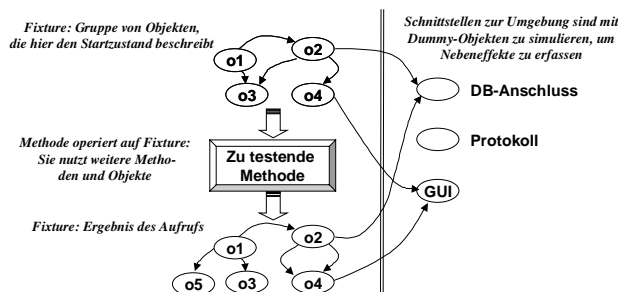 Fixture: Gruppe von Objekten,
die hier den Startzustand beschreibt
Schnittstellen zur Umgebung sind mit
Dummy-Objekten zu simulieren, um
Nebeneffekte zu erfassen
o1
o2
o3
o4
DB-Anschluss
Protokoll
GUI
Methode operiert auf Fixture:
Sie nutzt weitere Metho-
den und Objekte
Zu testende
Methode
Fixture: Ergebnis des Aufrufs
o1
o2
o5
o3
o4